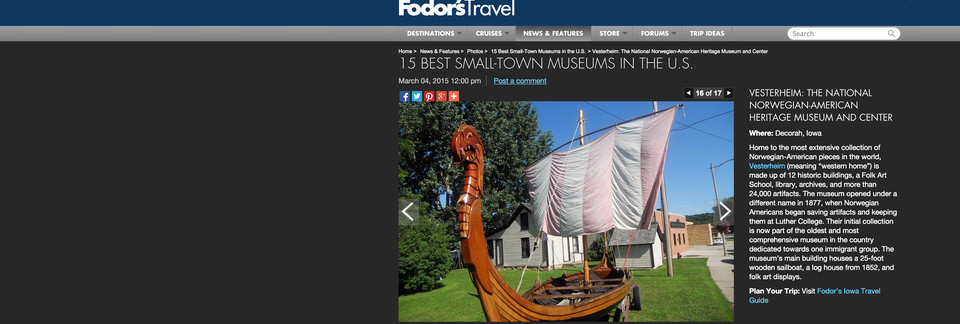 Fodor'sTravel
DESTINATIONS CRUISES NEWS & FEATURES STORE FORUMS TRIP IDEAS Search
Home > News & Features > Photos > 15 Best Small-Town Museums in the U.S. > Vesterheim: The National Norwegian-American Heritage Museum and Center
15 BEST SMALL-TOWN MUSEUMS IN THE U.S.
March 04, 2015 12:00 pm Post a comment
16 of 17
VESTERHEIM: THE NATIONAL
NORWEGIAN-AMERICAN
HERITAGE MUSEUM AND CENTER
Where: Decorah, Iowa
Home to the most extensive collection of
Norwegian-American pieces in the world,
Vesterheim (meaning "western home") is
made up of 12 historic buildings, a Folk Art
School, library, archives, and more than
24,000 artifacts. The museum opened under a
different name in 1877, when Norwegian
Americans began saving artifacts and keeping
them at Luther College. Their initial collection
is now part of the oldest and most
comprehensive museum in the country
dedicated towards one immigrant group. The
museum's main building houses a 25-foot
wooden sailboat, a log house from 1852, and
folk art displays.
Plan Your Trip: Visit Fodor's Iowa Travel
Guide